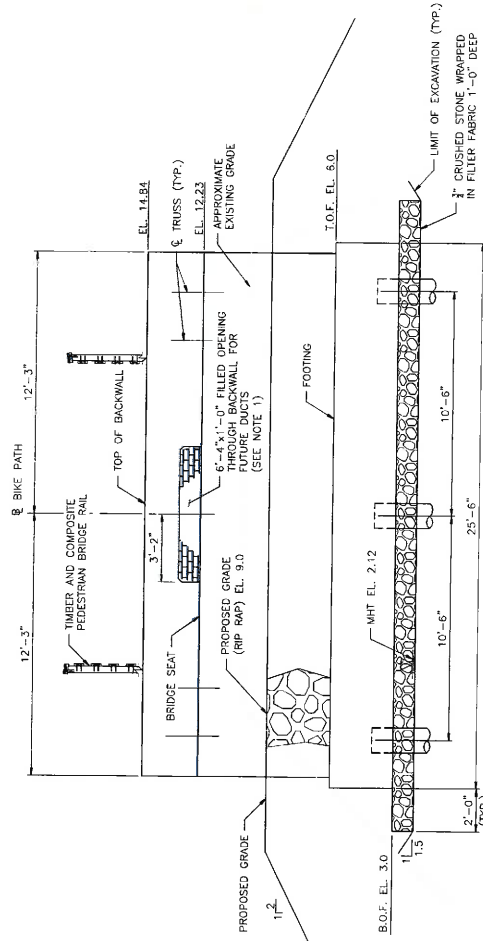 12'-3"
℄ BIKE PATH
12'-3"
TIMBER AND COMPOSITE
PEDESTRIAN BRIDGE RAIL
TOP OF BACKWALL
EL. 14.84
℄ TRUSS (TYP.)
EL. 12.23
BRIDGE SEAT
3'-2"
6'-4"x1'-0" FILLED OPENING
THROUGH BACKWALL FOR
FUTURE DUCTS
(SEE NOTE 1)
APPROXIMATE
EXISTING GRADE
PROPOSED GRADE
PROPOSED GRADE
(RIP RAP) EL. 9.0
2
1
FOOTING
T.O.F. EL. 6.0
B.O.F. EL. 3.0
MHT EL. 2.12
1
1.5
10'-6"
10'-6"
2'-0"
(TYP.)
25'-6"
LIMIT OF EXCAVATION (TYP.)
CRUSHED STONE WRAPPED
IN FILTER FABRIC 1'-0" DEEP